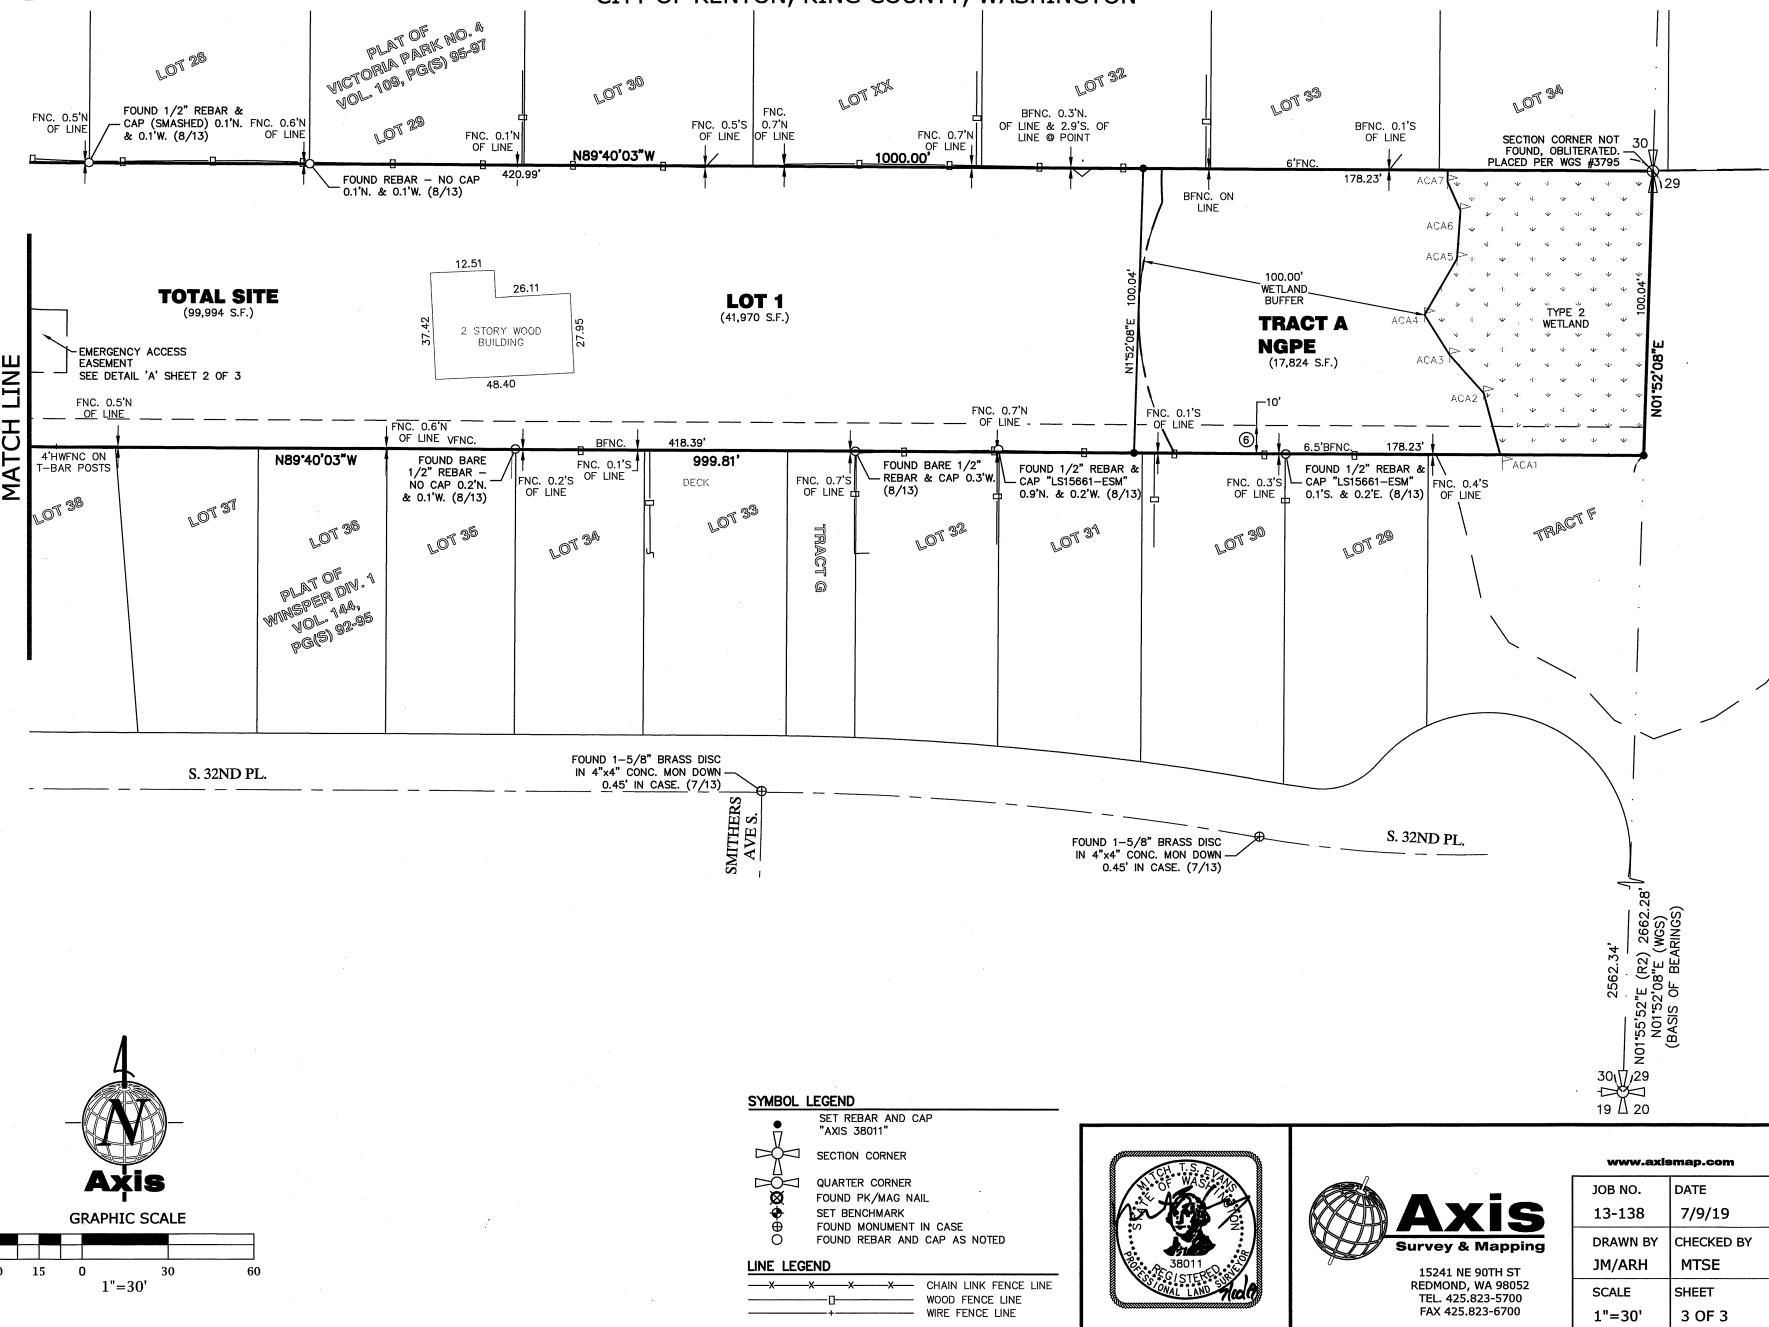 CITY OF RENTON, KING COUNTY, WASHINGTON
LOT 28
PLAT OF
VICTORIA PARK NO. 4
VOL. 109, PG(S) 95-97
LOT 29
LOT 30
LOT XX
LOT 32
LOT 33
LOT 34
FNC. 0.5'N
OF LINE
FOUND 1/2" REBAR &
CAP (SMASHED) 0.1'N.
& 0.1'W. (8/13)
FNC. 0.6'N
OF LINE
FNC. 0.1'N
OF LINE
FNC. 0.5'S
OF LINE
FNC.
0.7'N
OF LINE
FNC. 0.7'N
OF LINE
BFNC. 0.3'N.
OF LINE & 2.9'S. OF
LINE @ POINT
BFNC. 0.1'S
OF LINE
SECTION CORNER NOT
FOUND, OBLITERATED.
PLACED PER WGS #3795
30
29
N89°40'03"W
1000.00'
6'FNC.
420.99'
178.23'
FOUND REBAR - NO CAP
0.1'N. & 0.1'W. (8/13)
BFNC. ON
LINE
ACA7
ACA6
ACA5
ACA4
ACA3
ACA2
ACA1
TOTAL SITE
(99,994 S.F.)
12.51
26.11
37.42
27.95
48.40
2 STORY WOOD
BUILDING
LOT 1
(41,970 S.F.)
N1°52'08"E 100.04'
100.00'
WETLAND
BUFFER
TRACT A
NGPE
(17,824 S.F.)
TYPE 2
WETLAND
100.04'
N01°52'08"E
MATCH LINE
EMERGENCY ACCESS
EASEMENT
SEE DETAIL 'A' SHEET 2 OF 3
FNC. 0.5'N
OF LINE
FNC. 0.6'N
OF LINE
VFNC.
BFNC.
418.39'
FNC. 0.7'N
OF LINE
FNC. 0.1'S
OF LINE
10'
6
6.5'BFNC.
178.23'
4'HWFNC ON
T-BAR POSTS
N89°40'03"W
999.81'
FOUND BARE
1/2" REBAR -
NO CAP 0.2'N.
& 0.1'W. (8/13)
FNC. 0.2'S
OF LINE
FNC. 0.1'S
OF LINE
DECK
FNC. 0.7'S
OF LINE
FOUND BARE 1/2"
REBAR & CAP 0.3'W.
(8/13)
FOUND 1/2" REBAR &
CAP "LS15661-ESM"
0.9'N. & 0.2'W. (8/13)
FNC. 0.3'S
OF LINE
FOUND 1/2" REBAR &
CAP "LS15661-ESM"
0.1'S. & 0.2'E. (8/13)
FNC. 0.4'S
OF LINE
LOT 38
LOT 37
LOT 36
LOT 35
LOT 34
LOT 33
TRACT G
LOT 32
LOT 31
LOT 30
LOT 29
TRACT F
PLAT OF
WINSPER DIV. 1
VOL. 144,
PG(S) 92-95
S. 32ND PL.
FOUND 1-5/8" BRASS DISC
IN 4"x4" CONC. MON DOWN
0.45' IN CASE. (7/13)
SMITHERS
AVE S.
FOUND 1-5/8" BRASS DISC
IN 4"x4" CONC. MON DOWN
0.45' IN CASE. (7/13)
S. 32ND PL.
2562.34'
N01°55'52"E (R2) 2662.28'
N01°52'08"E (WGS)
(BASIS OF BEARINGS)
30
29
19
20
N
Axis
GRAPHIC SCALE
0 15 0 30 60
1"=30'
SYMBOL LEGEND
SET REBAR AND CAP
"AXIS 38011"
SECTION CORNER
QUARTER CORNER
FOUND PK/MAG NAIL
SET BENCHMARK
FOUND MONUMENT IN CASE
FOUND REBAR AND CAP AS NOTED
LINE LEGEND
CHAIN LINK FENCE LINE
WOOD FENCE LINE
WIRE FENCE LINE
MITCH T.S. EVANS
STATE OF WASHINGTON
38011
REGISTERED
PROFESSIONAL LAND SURVEYOR
Axis
Survey & Mapping
15241 NE 90TH ST
REDMOND, WA 98052
TEL. 425.823-5700
FAX 425.823-6700
www.axismap.com
JOB NO.
13-138
DATE
7/9/19
DRAWN BY
JM/ARH
CHECKED BY
MTSE
SCALE
1"=30'
SHEET
3 OF 3